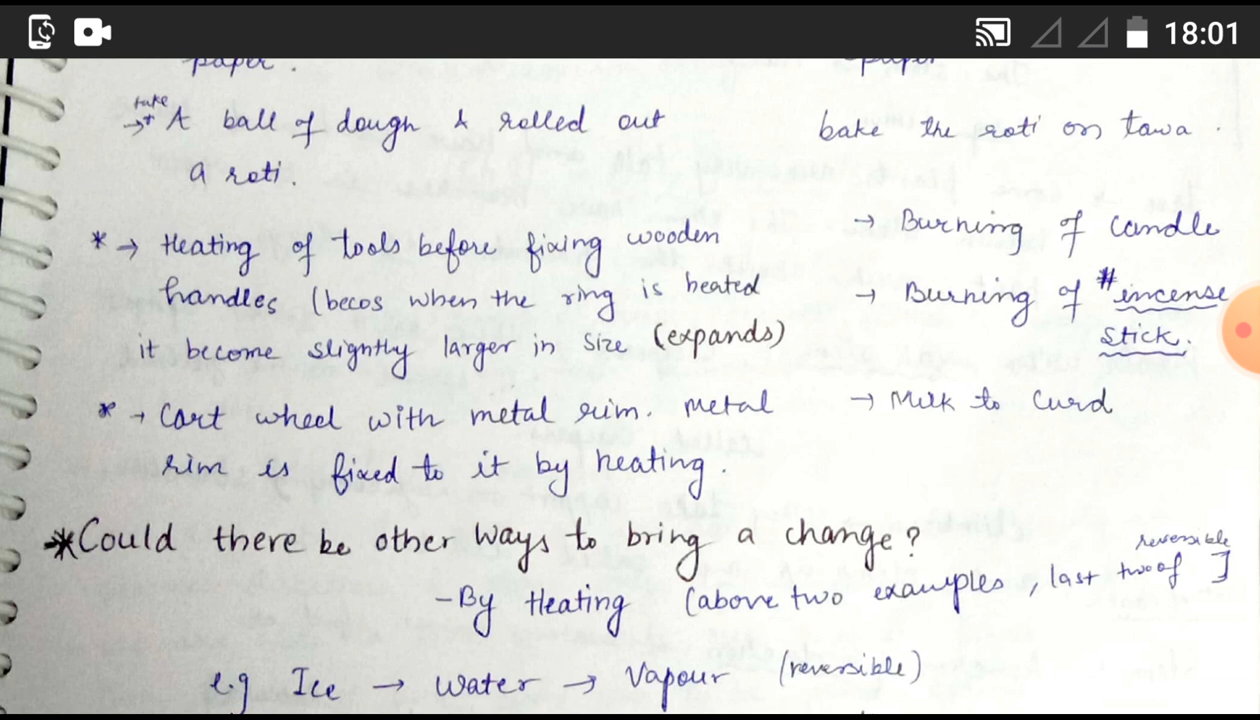 18:01
paper.
paper
take
→ A ball of dough & rolled out
a roti.
bake the roti on tawa.
* → Heating of tools before fixing wooden
handles (becos when the ring is heated
it become slightly larger in size (expands)
→ Burning of candle
→ Burning of #incense
stick.
* → Cart wheel with metal rim. Metal
rim is fixed to it by heating.
→ Milk to Curd
*Could there be other ways to bring a change?
- By Heating (above two examples, last two of reversible]
e.g Ice → Water → Vapour (reversible)